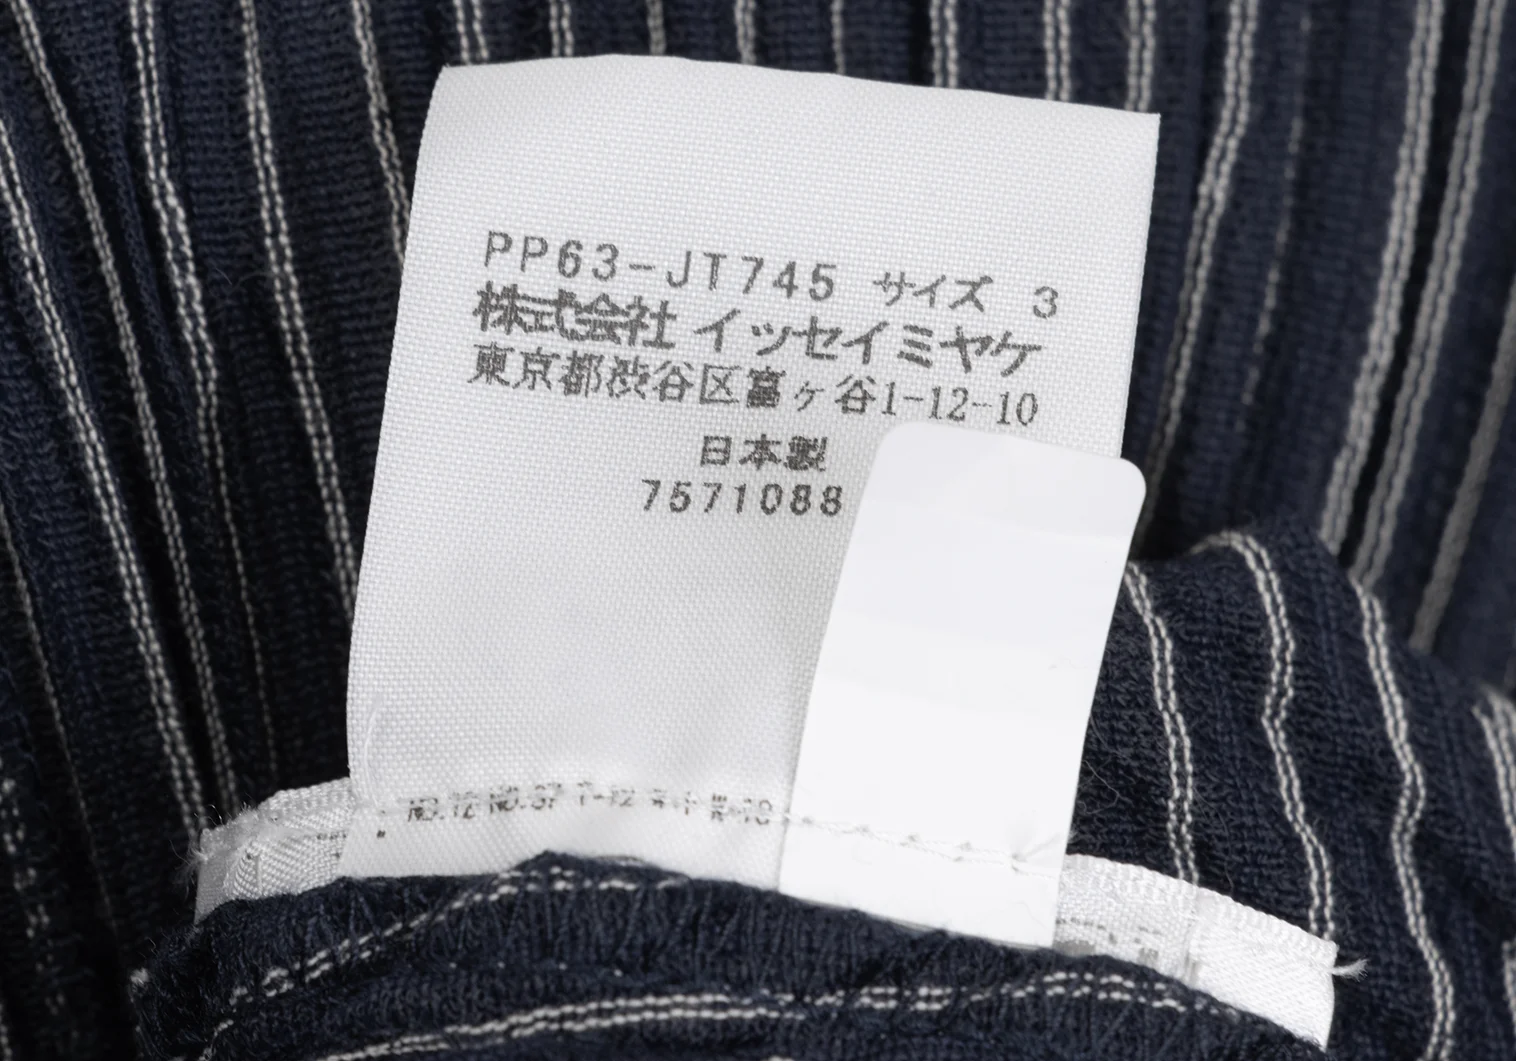 PP63-JT745 サイズ 3
株式会社 イッセイミヤケ
東京都渋谷区富ヶ谷1-12-10
日本製
7571088